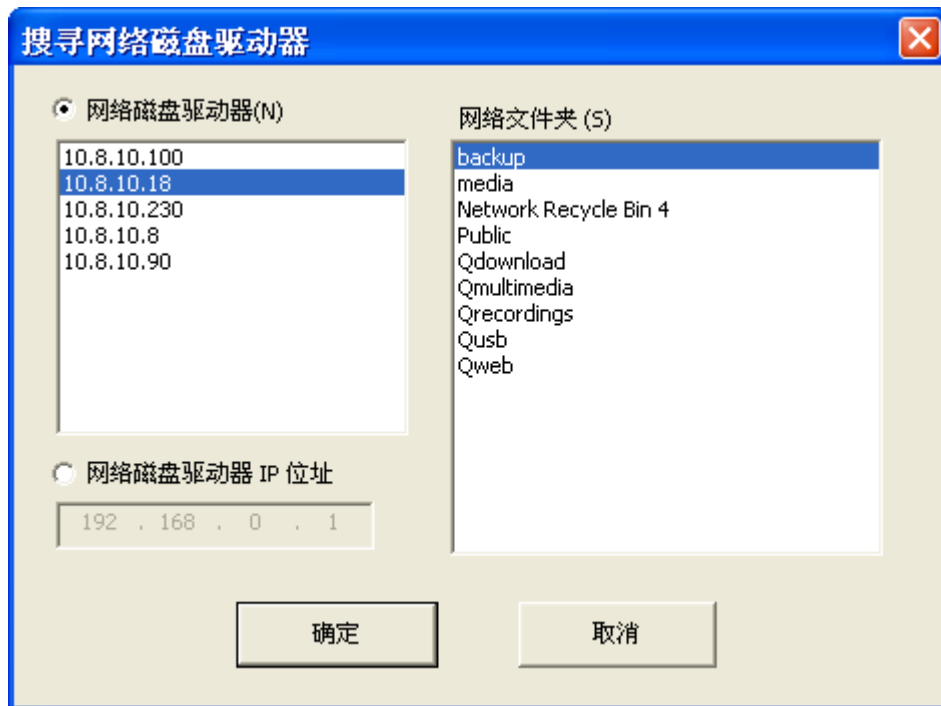 搜寻网络磁盘驱动器
网络磁盘驱动器(N)
10.8.10.100
10.8.10.18
10.8.10.230
10.8.10.8
10.8.10.90
网络磁盘驱动器 IP 位址
192 . 168 . 0 . 1
网络文件夹 (S)
backup
media
Network Recycle Bin 4
Public
Qdownload
Qmultimedia
Qrecordings
Qusb
Qweb
确定
取消